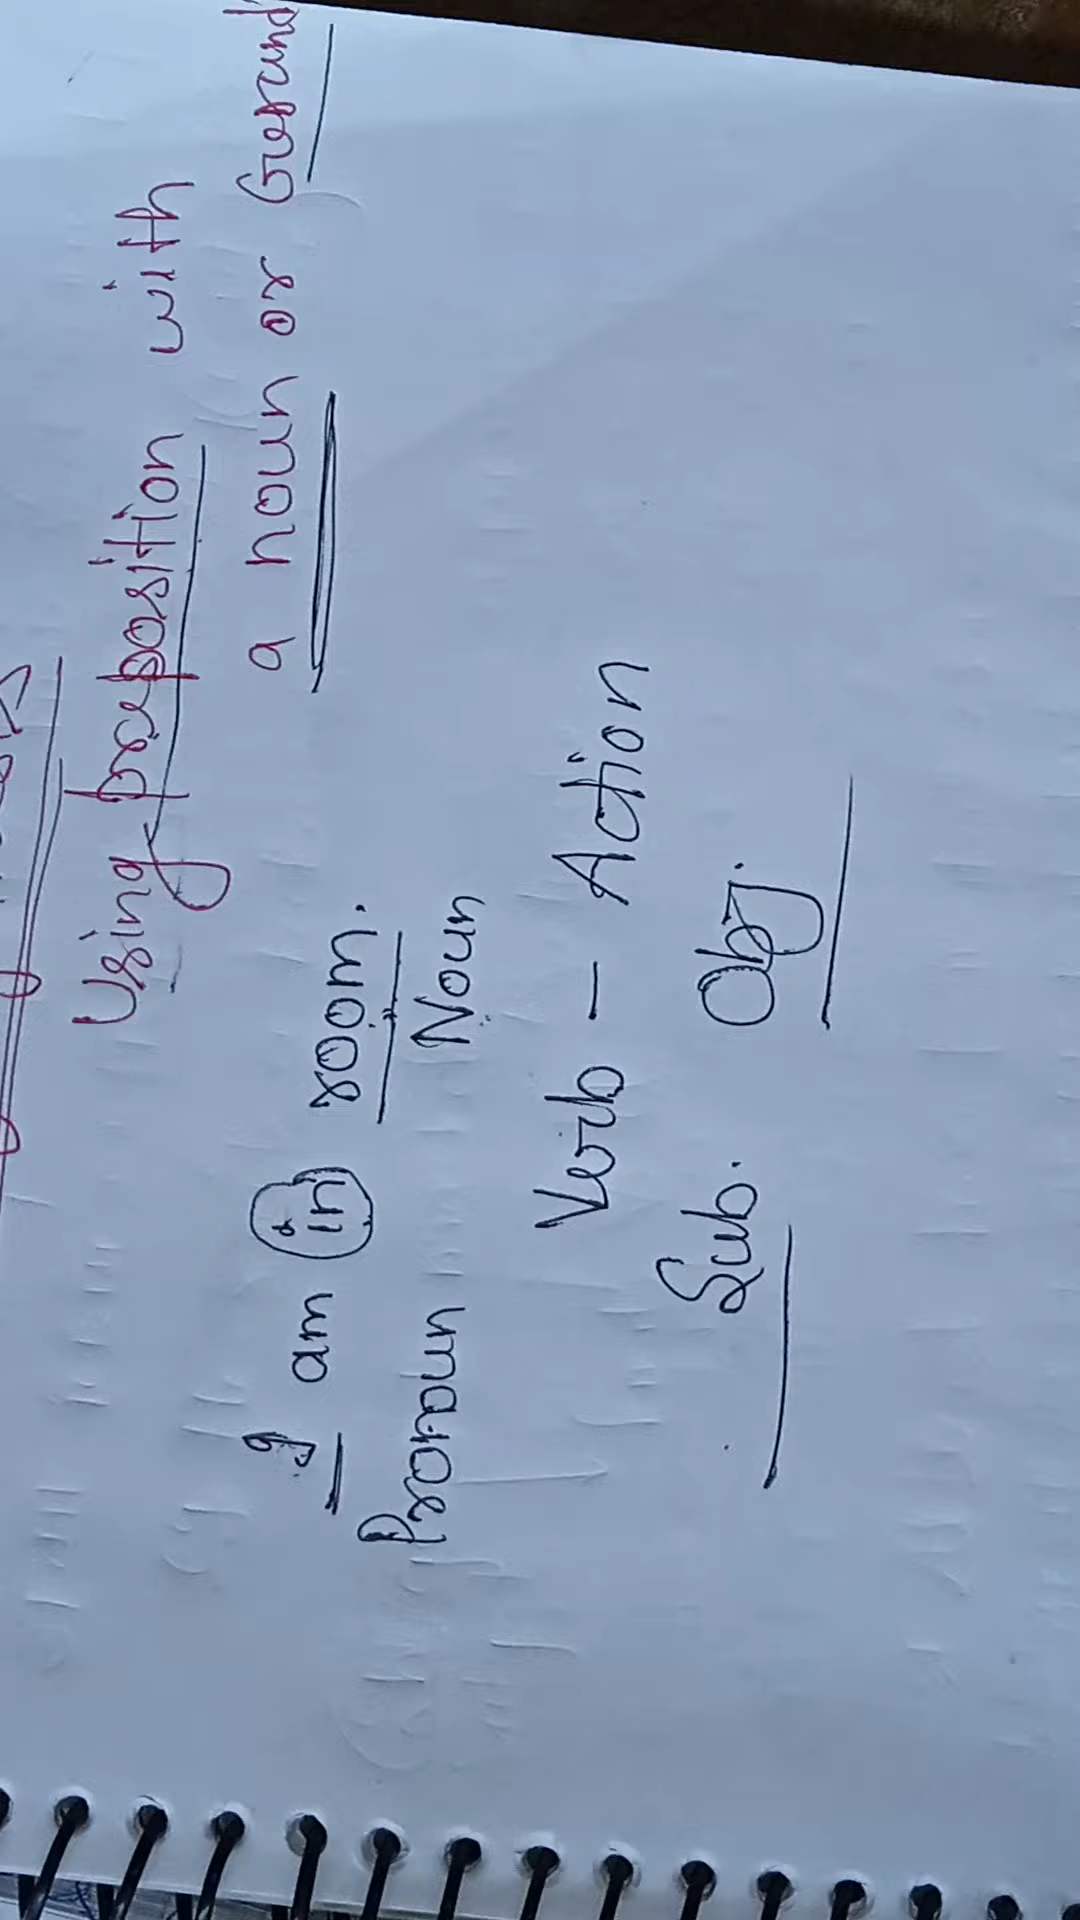 Using preposition with
a noun or Gerund
I am in room.
Pronoun Noun
Verb - Action
Sub. Obj.